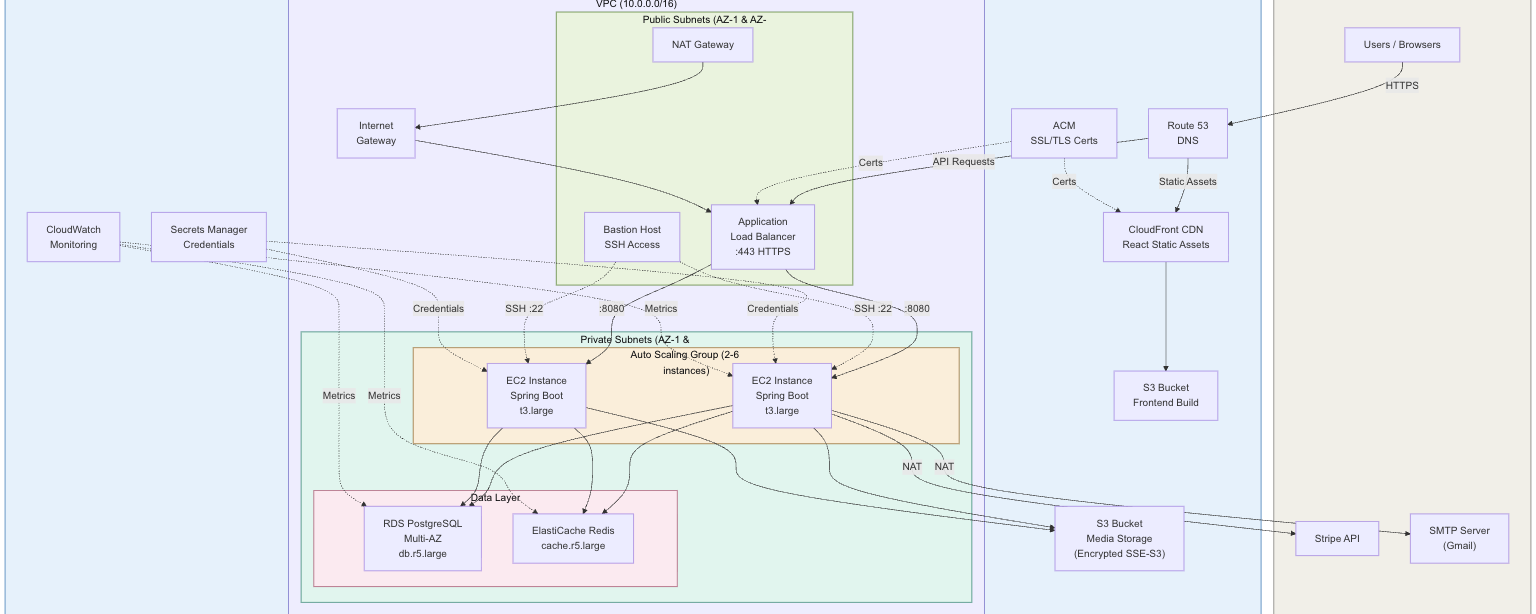 VPC (10.0.0.0/16)
Public Subnets (AZ-1 & AZ-
NAT Gateway
Users / Browsers
HTTPS
Internet
Gateway
ACM
SSL/TLS Certs
Route 53
DNS
Certs
API Requests
Certs
Static Assets
CloudWatch
Monitoring
Secrets Manager
Credentials
Bastion Host
SSH Access
Application
Load Balancer
:443 HTTPS
CloudFront CDN
React Static Assets
Credentials
SSH :22
:8080
Metrics
Credentials
SSH :22
:8080
Private Subnets (AZ-1 &
Auto Scaling Group (2-6
instances)
EC2 Instance
Spring Boot
t3.large
EC2 Instance
Spring Boot
t3.large
S3 Bucket
Frontend Build
Metrics
Metrics
NAT
NAT
Data Layer
RDS PostgreSQL
Multi-AZ
db.r5.large
ElastiCache Redis
cache.r5.large
S3 Bucket
Media Storage
(Encrypted SSE-S3)
Stripe API
SMTP Server
(Gmail)